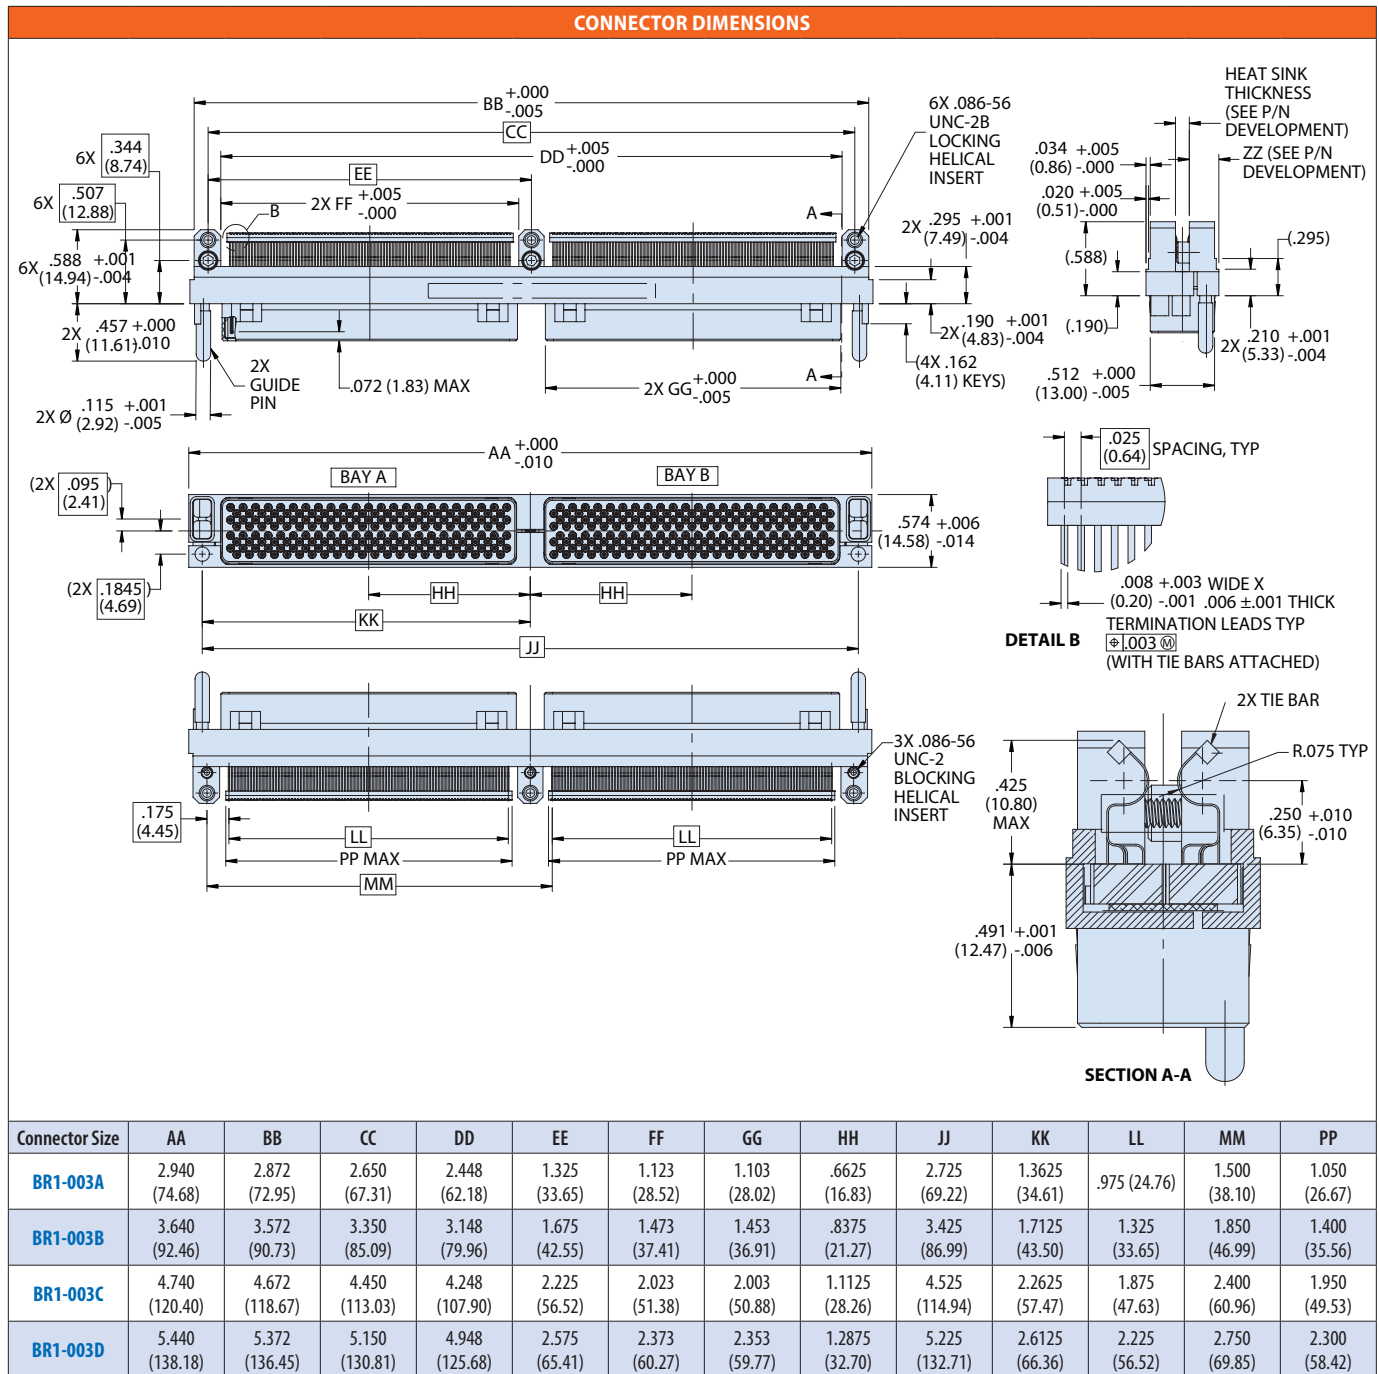 CONNECTOR DIMENSIONS
BB +.000 -.005
CC
DD +.005 -.000
EE
2X FF +.005 -.000
6X .344 (8.74)
6X .507 (12.88)
6X .588 (14.94) +.001 -.004
B
A
6X .086-56
UNC-2B
LOCKING
HELICAL
INSERT
2X .295 (7.49) +.001 -.004
2X .457 (11.61) +.000 -.010
2X
GUIDE
PIN
2X Ø .115 (2.92) +.001 -.005
.072 (1.83) MAX
2X GG +.000 -.005
A
2X .190 (4.83) +.001 -.004
(4X .162
(4.11) KEYS)
HEAT SINK
THICKNESS
(SEE P/N
DEVELOPMENT)
ZZ (SEE P/N
DEVELOPMENT)
.034 (0.86) +.005 -.000
.020 (0.51) +.005 -.000
(.588)
(.295)
(.190)
2X .210 (5.33) +.001 -.004
.512 (13.00) +.000 -.005
AA +.000 -.010
BAY A
BAY B
(2X .095 (2.41)
(2X .1845 (4.69) )
.574 (14.58) +.006 -.014
HH
HH
KK
JJ
.025 (0.64) SPACING, TYP
.008 (0.20) +.003 -.001 WIDE X
.006 ±.001 THICK
TERMINATION LEADS TYP
⌖ .003 Ⓜ
(WITH TIE BARS ATTACHED)
DETAIL B
3X .086-56
UNC-2
BLOCKING
HELICAL
INSERT
.175 (4.45)
LL
LL
PP MAX
PP MAX
MM
2X TIE BAR
R.075 TYP
.425
(10.80)
MAX
.250 (6.35) +.010 -.010
.491 (12.47) +.001 -.006
SECTION A-A
Connector Size AA BB CC DD EE FF GG HH JJ KK LL MM PP
BR1-003A 2.940 (74.68) 2.872 (72.95) 2.650 (67.31) 2.448 (62.18) 1.325 (33.65) 1.123 (28.52) 1.103 (28.02) .6625 (16.83) 2.725 (69.22) 1.3625 (34.61) .975 (24.76) 1.500 (38.10) 1.050 (26.67)
BR1-003B 3.640 (92.46) 3.572 (90.73) 3.350 (85.09) 3.148 (79.96) 1.675 (42.55) 1.473 (37.41) 1.453 (36.91) .8375 (21.27) 3.425 (86.99) 1.7125 (43.50) 1.325 (33.65) 1.850 (46.99) 1.400 (35.56)
BR1-003C 4.740 (120.40) 4.672 (118.67) 4.450 (113.03) 4.248 (107.90) 2.225 (56.52) 2.023 (51.38) 2.003 (50.88) 1.1125 (28.26) 4.525 (114.94) 2.2625 (57.47) 1.875 (47.63) 2.400 (60.96) 1.950 (49.53)
BR1-003D 5.440 (138.18) 5.372 (136.45) 5.150 (130.81) 4.948 (125.68) 2.575 (65.41) 2.373 (60.27) 2.353 (59.77) 1.2875 (32.70) 5.225 (132.71) 2.6125 (66.36) 2.225 (56.52) 2.750 (69.85) 2.300 (58.42)